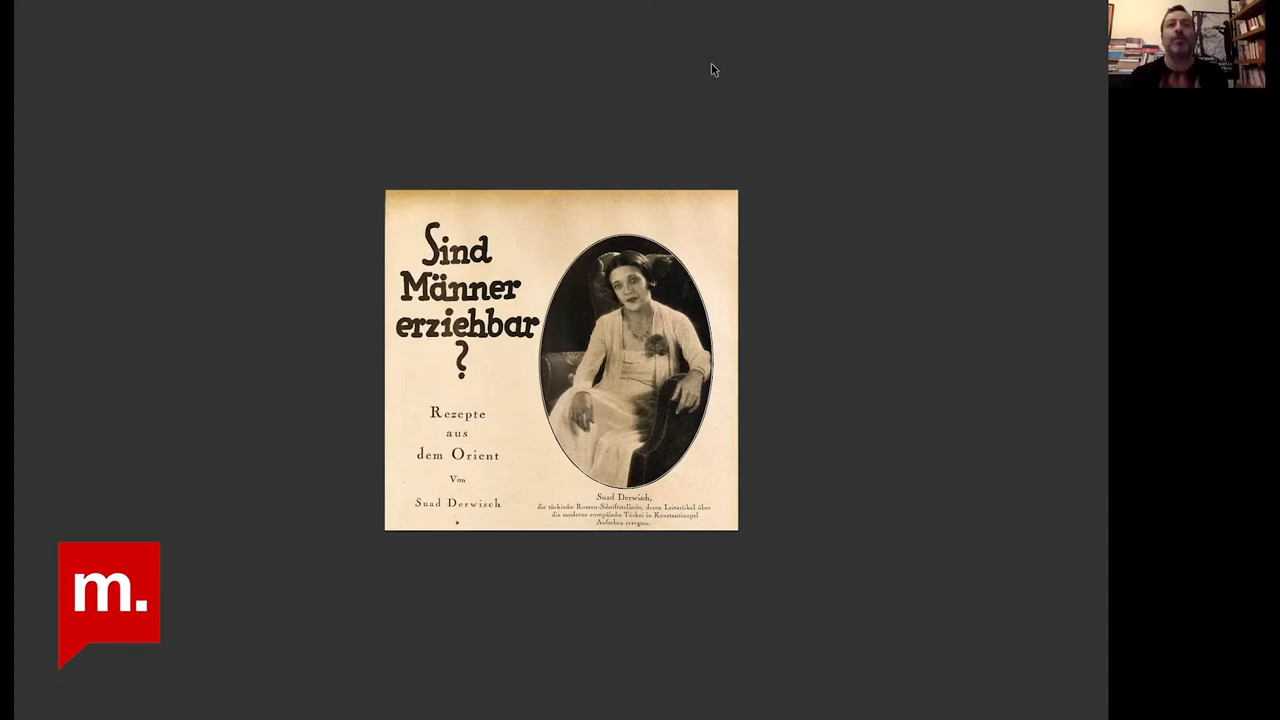 Sind
Männer
erziehbar
?
Rezepte
aus
dem Orient
Von
Suad Derwisch
Suad Derwisch,
die türkische Roman-Schriftstellerin, deren Leitartikel über
die moderne europäische Türkei in Konstantinopel
Aufsehen erregten.
m.